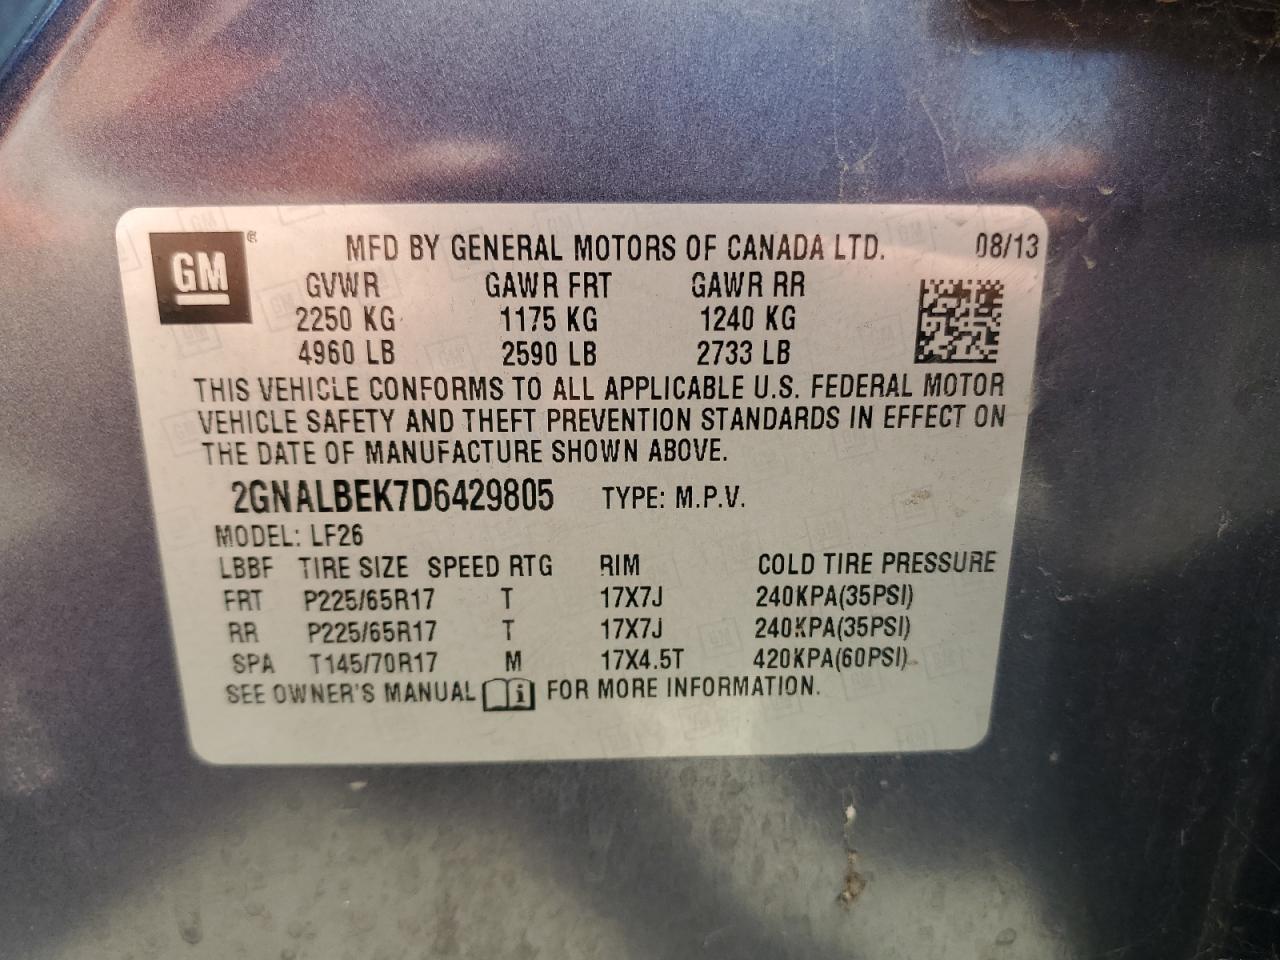 GM® MFD BY GENERAL MOTORS OF CANADA LTD. 08/13
GVWR GAWR FRT GAWR RR
2250 KG 1175 KG 1240 KG
4960 LB 2590 LB 2733 LB
THIS VEHICLE CONFORMS TO ALL APPLICABLE U.S. FEDERAL MOTOR
VEHICLE SAFETY AND THEFT PREVENTION STANDARDS IN EFFECT ON
THE DATE OF MANUFACTURE SHOWN ABOVE.
2GNALBEK7D6429805 TYPE: M.P.V.
MODEL: LF26
LBBF TIRE SIZE SPEED RTG RIM COLD TIRE PRESSURE
FRT P225/65R17 T 17X7J 240KPA(35PSI)
RR P225/65R17 T 17X7J 240KPA(35PSI)
SPA T145/70R17 M 17X4.5T 420KPA(60PSI)
SEE OWNER'S MANUAL i FOR MORE INFORMATION.